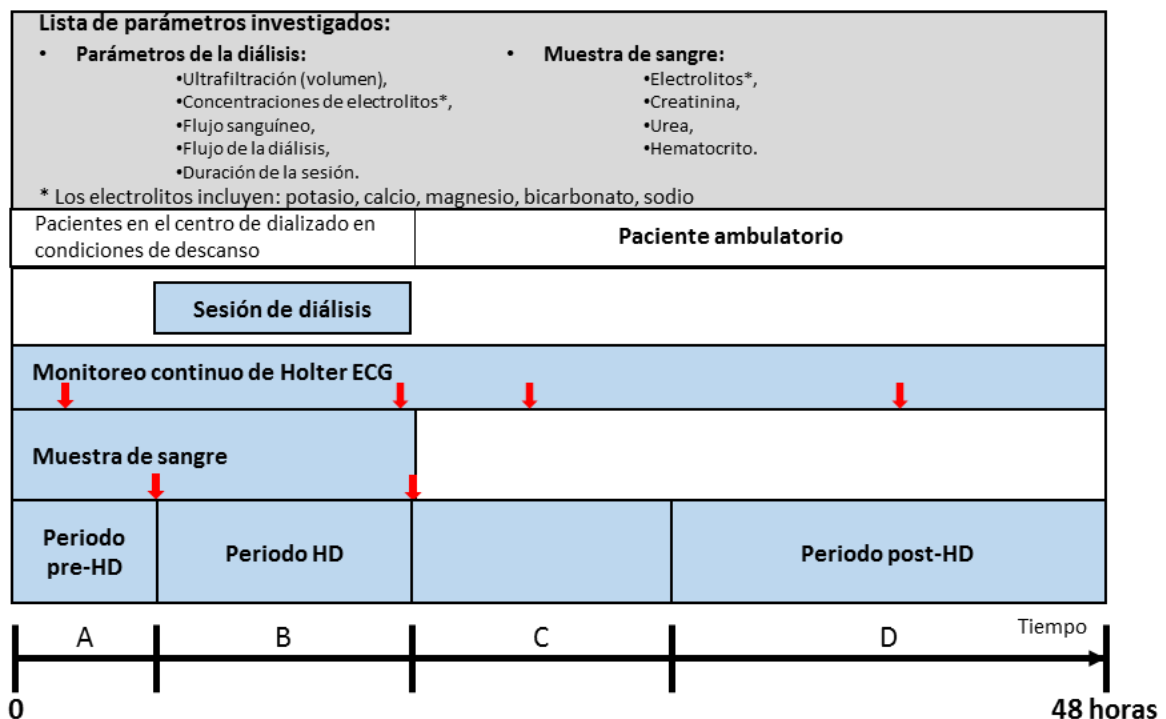 Lista de parámetros investigados:
• Parámetros de la diálisis:
•Ultrafiltración (volumen),
•Concentraciones de electrolitos*,
•Flujo sanguíneo,
•Flujo de la diálisis,
•Duración de la sesión.
• Muestra de sangre:
•Electrolitos*,
•Creatinina,
•Urea,
•Hematocrito.
* Los electrolitos incluyen: potasio, calcio, magnesio, bicarbonato, sodio
Pacientes en el centro de dializado en
condiciones de descanso
Paciente ambulatorio
Sesión de diálisis
Monitoreo continuo de Holter ECG
Muestra de sangre
Periodo
pre-HD
Periodo HD
Periodo post-HD
A
B
C
D
Tiempo
0
48 horas